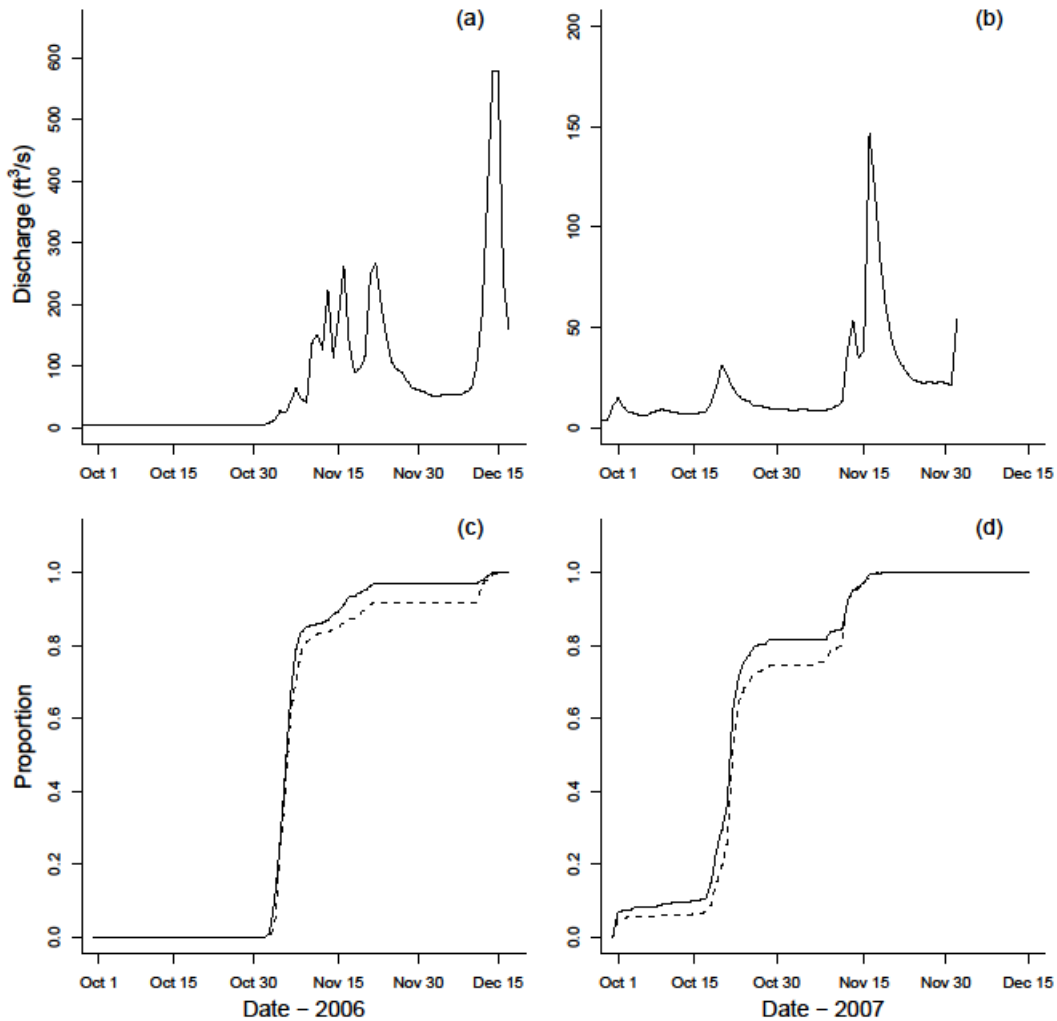 (a)
Discharge (ft³/s)
600
500
400
300
200
100
0
Oct 1 Oct 15 Oct 30 Nov 15 Nov 30 Dec 15
(b)
200
150
100
50
0
Oct 1 Oct 15 Oct 30 Nov 15 Nov 30 Dec 15
(c)
Proportion
1.0
0.8
0.6
0.4
0.2
0.0
Oct 1 Oct 15 Oct 30 Nov 15 Nov 30 Dec 15
Date − 2006
(d)
1.0
0.8
0.6
0.4
0.2
0.0
Oct 1 Oct 15 Oct 30 Nov 15 Nov 30 Dec 15
Date − 2007